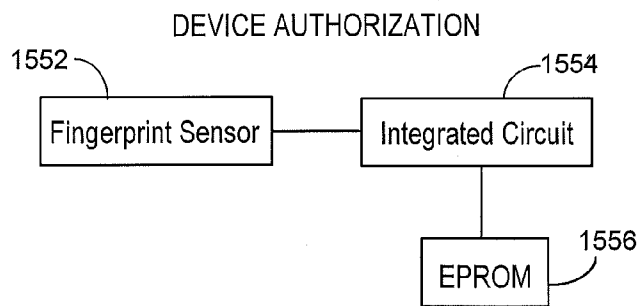 DEVICE AUTHORIZATION
1552
1554
Fingerprint Sensor
Integrated Circuit
1556
EPROM